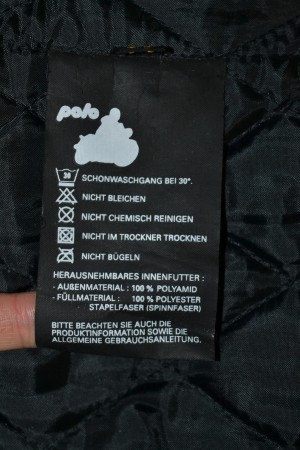 polo
30
SCHONWASCHGANG BEI 30°.
NICHT BLEICHEN
NICHT CHEMISCH REINIGEN
NICHT IM TROCKNER TROCKNEN
NICHT BÜGELN
HERAUSNEHMBARES INNENFUTTER :
- AUßENMATERIAL : 100 % POLYAMID
- FÜLLMATERIAL : 100 % POLYESTER
STAPELFASER (SPINNFASER)
BITTE BEACHTEN SIE AUCH DIE
PRODUKTINFORMATION SOWIE DIE
ALLGEMEINE GEBRAUCHSANLEITUNG.